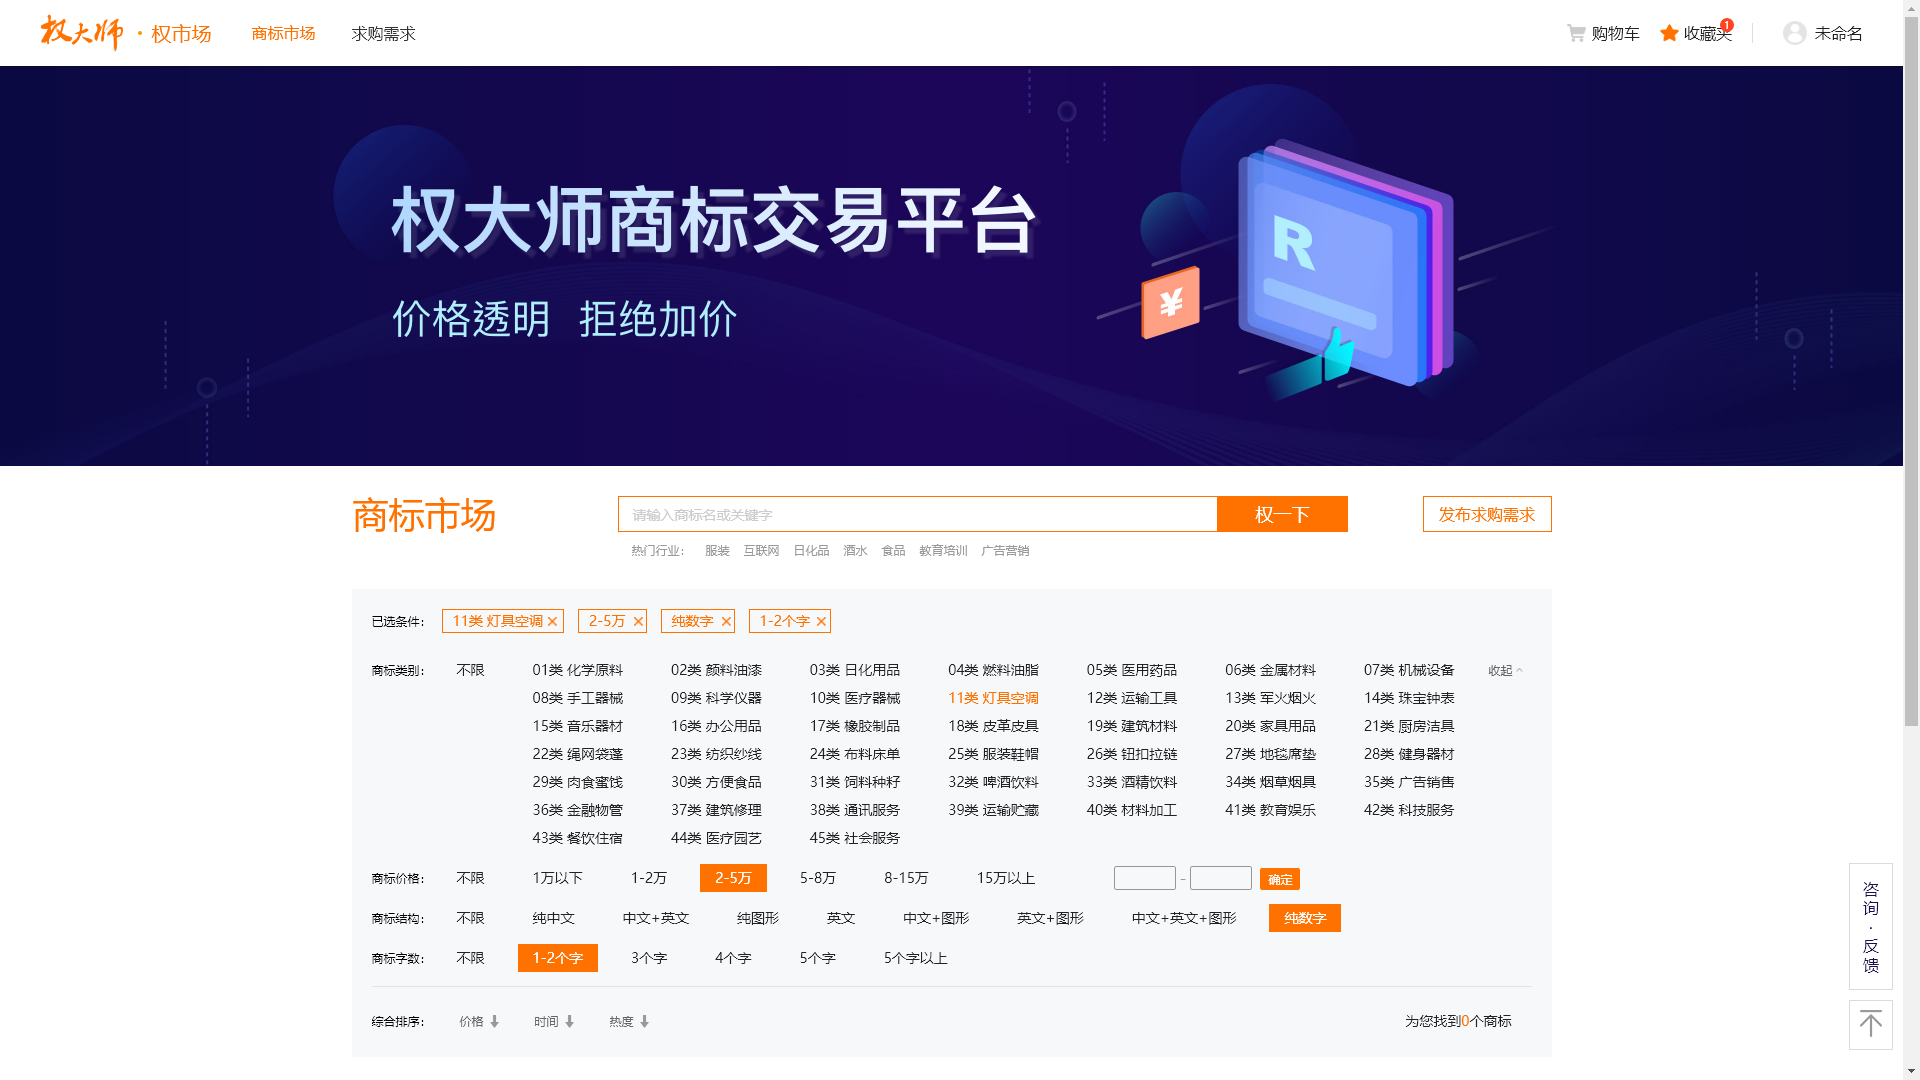 权大师 · 权市场 商标市场 求购需求 购物车 收藏夹 1 未命名
权大师商标交易平台
价格透明 拒绝加价
R
¥
商标市场 请输入商标名或关键字 权一下 发布求购需求
热门行业: 服装 互联网 日化品 酒水 食品 教育培训 广告营销
已选条件: 11类 灯具空调 2-5万 纯数字 1-2个字
商标类别: 不限 01类 化学原料 02类 颜料油漆 03类 日化用品 04类 燃料油脂 05类 医用药品 06类 金属材料 07类 机械设备 收起
08类 手工器械 09类 科学仪器 10类 医疗器械 11类 灯具空调 12类 运输工具 13类 军火烟火 14类 珠宝钟表
15类 音乐器材 16类 办公用品 17类 橡胶制品 18类 皮革皮具 19类 建筑材料 20类 家具用品 21类 厨房洁具
22类 绳网袋篷 23类 纺织纱线 24类 布料床单 25类 服装鞋帽 26类 钮扣拉链 27类 地毯席垫 28类 健身器材
29类 肉食蜜饯 30类 方便食品 31类 饲料种籽 32类 啤酒饮料 33类 酒精饮料 34类 烟草烟具 35类 广告销售
36类 金融物管 37类 建筑修理 38类 通讯服务 39类 运输贮藏 40类 材料加工 41类 教育娱乐 42类 科技服务
43类 餐饮住宿 44类 医疗园艺 45类 社会服务
商标价格: 不限 1万以下 1-2万 2-5万 5-8万 8-15万 15万以上 - 确定
商标结构: 不限 纯中文 中文+英文 纯图形 英文 中文+图形 英文+图形 中文+英文+图形 纯数字
商标字数: 不限 1-2个字 3个字 4个字 5个字 5个字以上
综合排序: 价格 时间 热度 为您找到0个商标
咨询·反馈